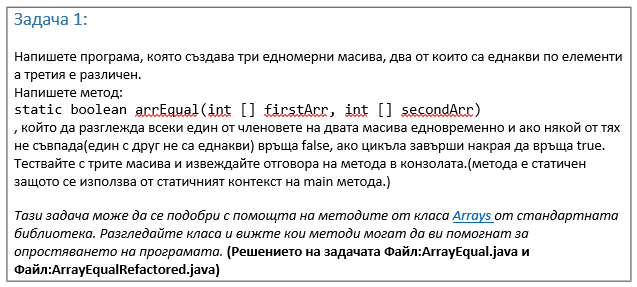 Задача 1:
Напишете програма, която създава три едномерни масива, два от които са еднакви по елементи
а третия е различен.
Напишете метод:
static boolean arrEqual(int [] firstArr, int [] secondArr)
, който да разглежда всеки един от членовете на двата масива едновременно и ако някой от тях
не съвпада(един с друг не са еднакви) връща false, ако цикъла завърши накрая да връща true.
Тествайте с трите масива и извеждайте отговора на метода в конзолата.(метода е статичен
защото се използва от статичният контекст на main метода.)
Тази задача може да се подобри с помощта на методите от класа Arrays от стандартната
библиотека. Разгледайте класа и вижте кои методи могат да ви помогнат за
опростяването на програмата. (Решението на задачата Файл:ArrayEqual.java и
Файл:ArrayEqualRefactored.java)